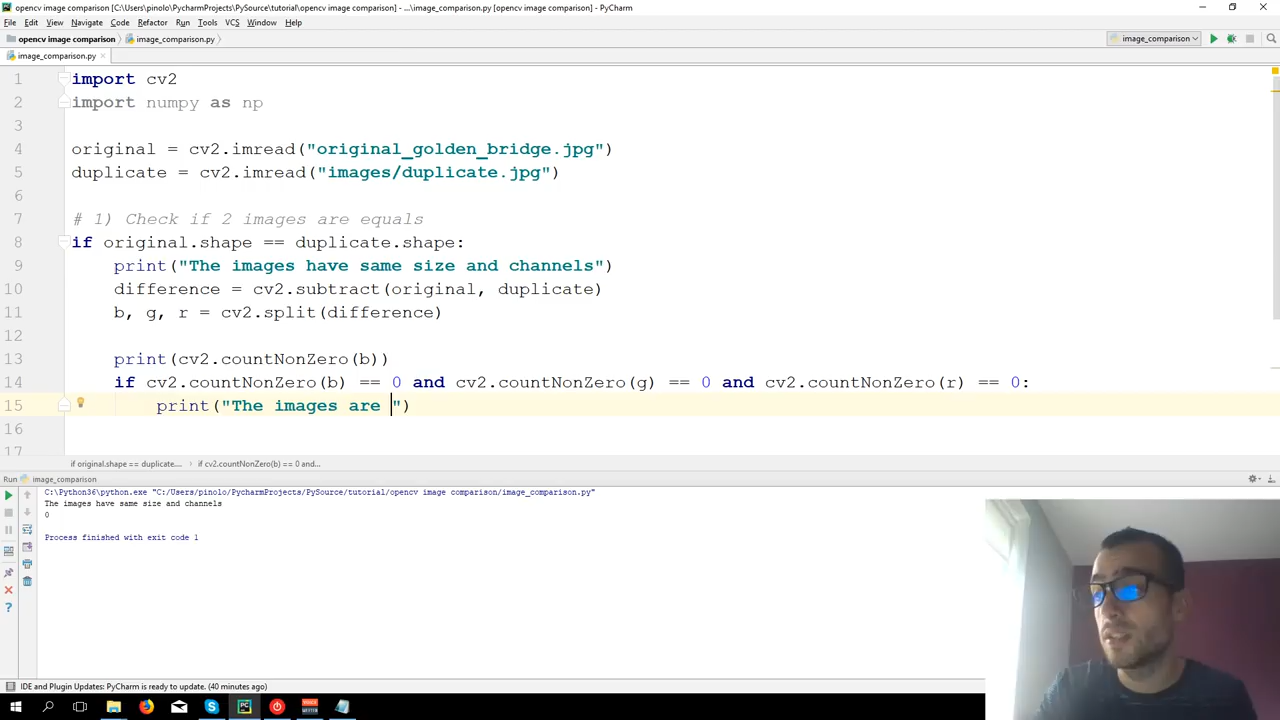 opencv image comparison [C:\Users\pinolo\PycharmProjects\PySource\tutorial\opencv image comparison] - ...\image_comparison.py [opencv image comparison] - PyCharm
File Edit View Navigate Code Refactor Run Tools VCS Window Help
opencv image comparison image_comparison.py image_comparison
image_comparison.py
1 import cv2
2 import numpy as np
3
4 original = cv2.imread("original_golden_bridge.jpg")
5 duplicate = cv2.imread("images/duplicate.jpg")
6
7 # 1) Check if 2 images are equals
8 if original.shape == duplicate.shape:
9 print("The images have same size and channels")
10 difference = cv2.subtract(original, duplicate)
11 b, g, r = cv2.split(difference)
12
13 print(cv2.countNonZero(b))
14 if cv2.countNonZero(b) == 0 and cv2.countNonZero(g) == 0 and cv2.countNonZero(r) == 0:
15 print("The images are ")
16
17
if original.shape == duplicate.... if cv2.countNonZero(b) == 0 and...
Run image_comparison
C:\Python36\python.exe "C:/Users/pinolo/PycharmProjects/PySource/tutorial/opencv image comparison/image_comparison.py"
The images have same size and channels
0
Process finished with exit code 1
IDE and Plugin Updates: PyCharm is ready to update. (40 minutes ago)